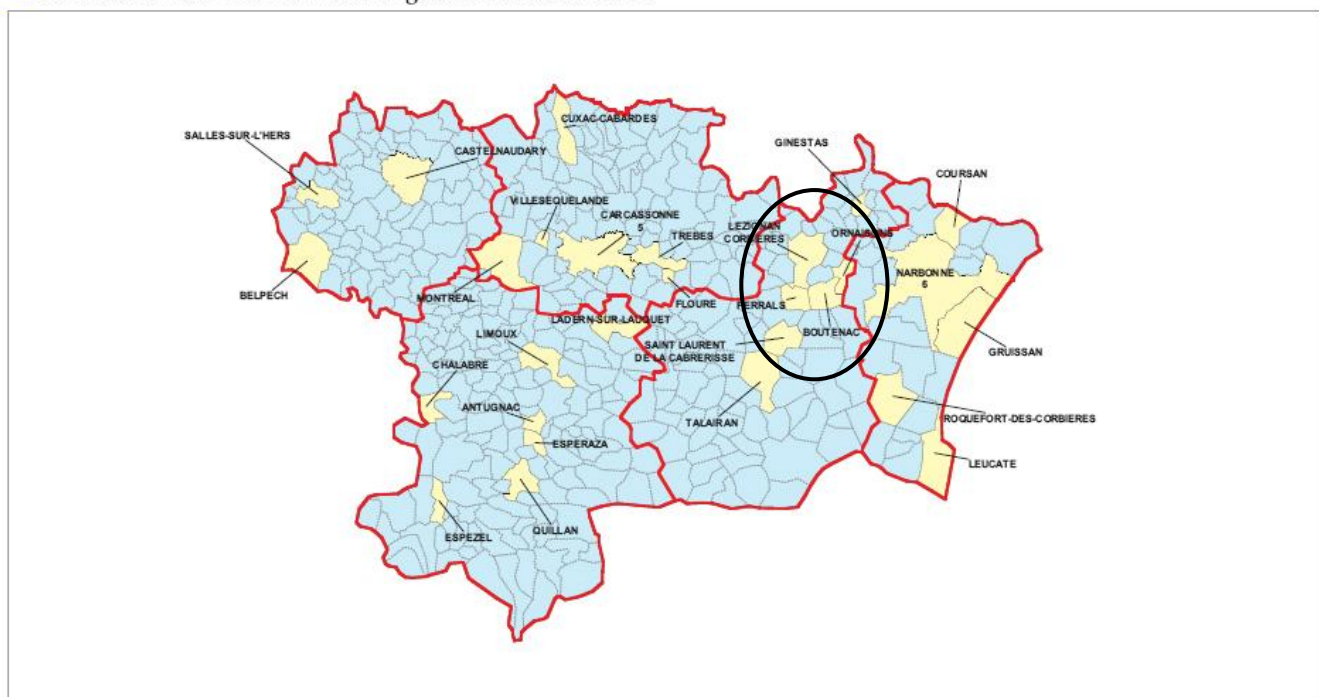 SALLES-SUR-L'HERS
CUXAC-CABARDES
CASTELNAUDARY
GINESTAS
COURSAN
VILLESEQUELANDE
CARCASSONNE
5
TREBES
LEZIGNAN
CORBIERES
ORNAISONS
NARBONNE
6
BELPECH
MONTREAL
FLOURE
FERRALS
BOUTENAC
LADERN-SUR-LAUQUET
LIMOUX
SAINT LAURENT
DE LA CABRERISSE
GRUISSAN
CHALABRE
ANTUGNAC
TALAIRAN
ROQUEFORT-DES-CORBIERES
ESPERAZA
LEUCATE
ESPEZEL
QUILLAN